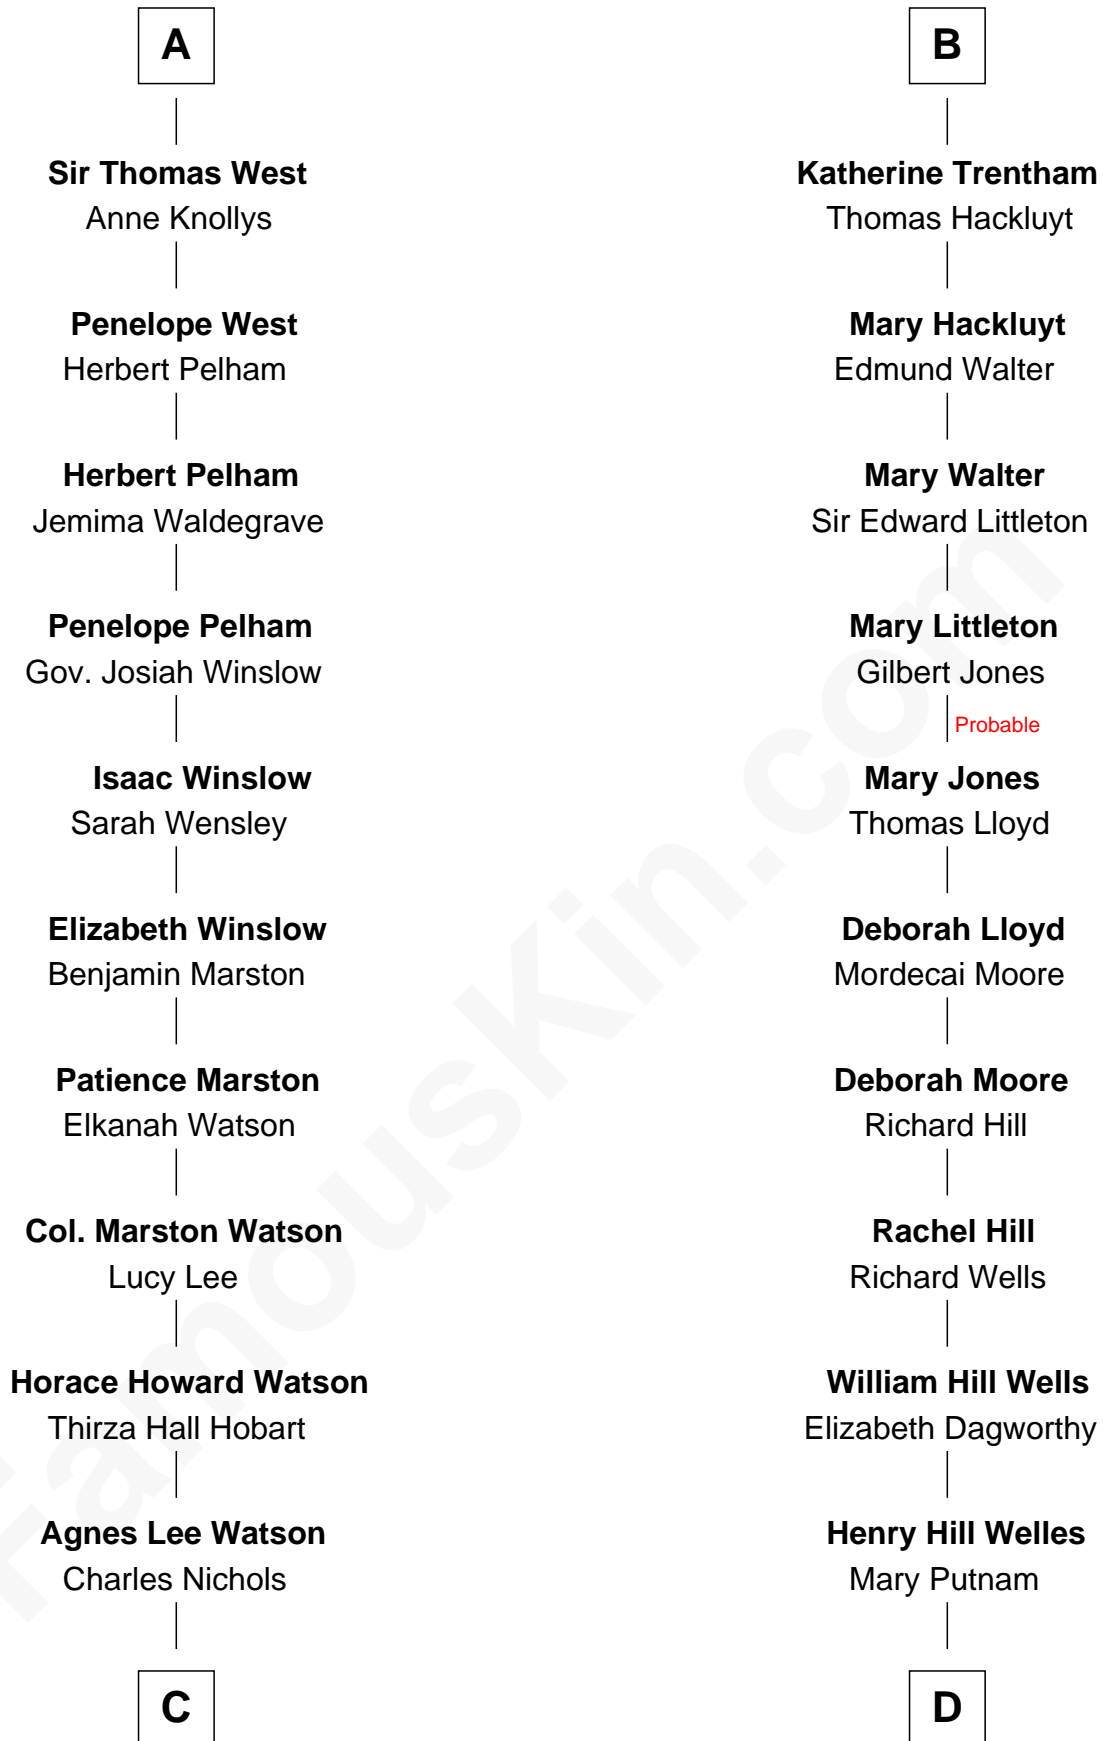 A
Sir Thomas West
Anne Knollys
Penelope West
Herbert Pelham
Herbert Pelham
Jemima Waldegrave
Penelope Pelham
Gov. Josiah Winslow
Isaac Winslow
Sarah Wensley
Elizabeth Winslow
Benjamin Marston
Patience Marston
Elkanah Watson
Col. Marston Watson
Lucy Lee
Horace Howard Watson
Thirza Hall Hobart
Agnes Lee Watson
Charles Nichols
C
B
Katherine Trentham
Thomas Hackluyt
Mary Hackluyt
Edmund Walter
Mary Walter
Sir Edward Littleton
Mary Littleton
Gilbert Jones
Probable
Mary Jones
Thomas Lloyd
Deborah Lloyd
Mordecai Moore
Deborah Moore
Richard Hill
Rachel Hill
Richard Wells
William Hill Wells
Elizabeth Dagworthy
Henry Hill Welles
Mary Putnam
D
FamousKin.com